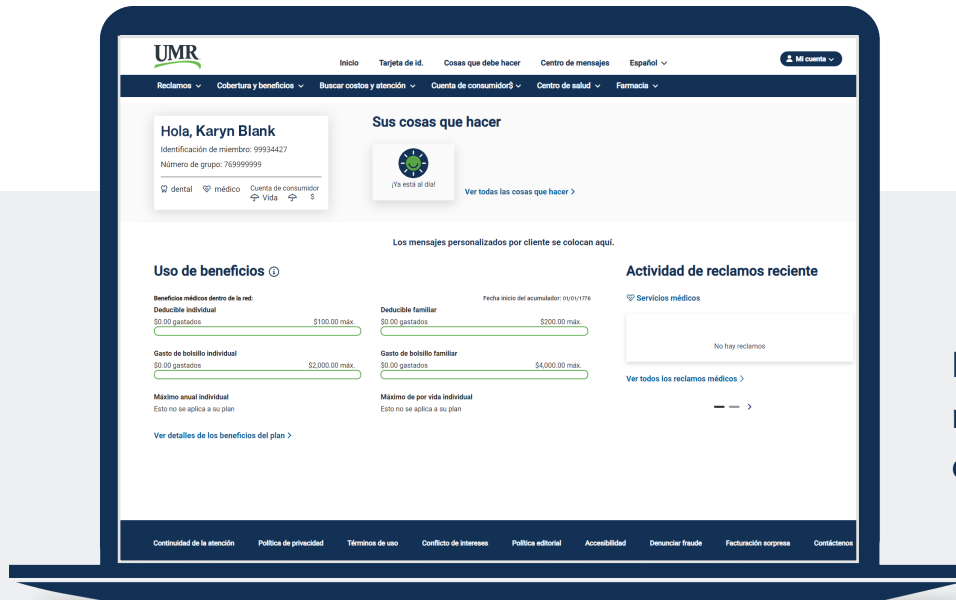 UMR
Inicio Tarjeta de id. Cosas que debe hacer Centro de mensajes Español
Mi cuenta
Reclamos Cobertura y beneficios Buscar costos y atención Cuenta de consumidor$ Centro de salud Farmacia
Hola, Karyn Blank
Identificación de miembro: 99934427
Número de grupo: 769999999
dental médico Cuenta de consumidor
Vida $
Sus cosas que hacer
¡Ya está al día!
Ver todas las cosas que hacer >
Los mensajes personalizados por cliente se colocan aquí.
Uso de beneficios
Beneficios médicos dentro de la red: Fecha inicio del acumulador: 01/01/1776
Deducible individual Deducible familiar
$0.00 gastados $100.00 máx. $0.00 gastados $200.00 máx.
Gasto de bolsillo individual Gasto de bolsillo familiar
$0.00 gastados $2,000.00 máx. $0.00 gastados $4,000.00 máx.
Máximo anual individual Máximo de por vida individual
Esto no se aplica a su plan Esto no se aplica a su plan
Ver detalles de los beneficios del plan >
Actividad de reclamos reciente
Servicios médicos
No hay reclamos
Ver todos los reclamos médicos >
Continuidad de la atención Política de privacidad Términos de uso Conflicto de intereses Política editorial Accesibilidad Denunciar fraude Facturación sorpresa Contáctenos